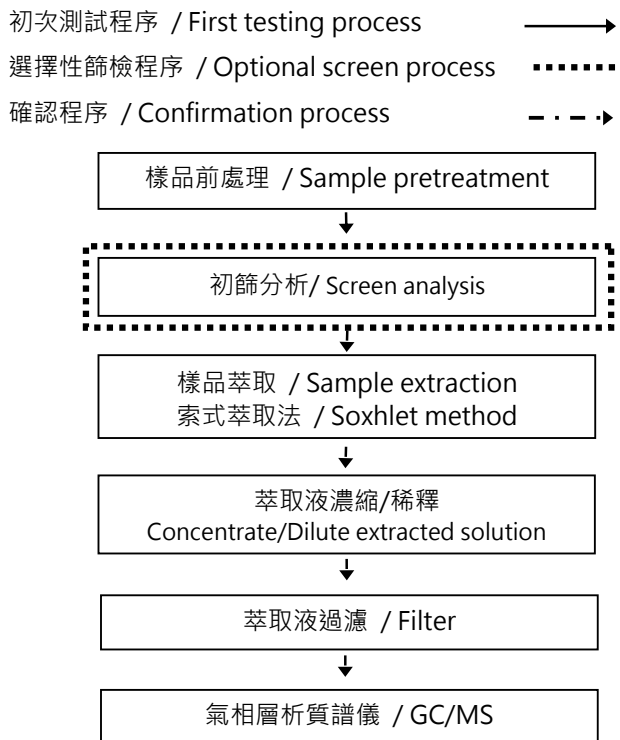 初次測試程序 / First testing process
選擇性篩檢程序 / Optional screen process
確認程序 / Confirmation process
樣品前處理 / Sample pretreatment
初篩分析/ Screen analysis
樣品萃取 / Sample extraction
索式萃取法 / Soxhlet method
萃取液濃縮/稀釋
Concentrate/Dilute extracted solution
萃取液過濾 / Filter
氣相層析質譜儀 / GC/MS